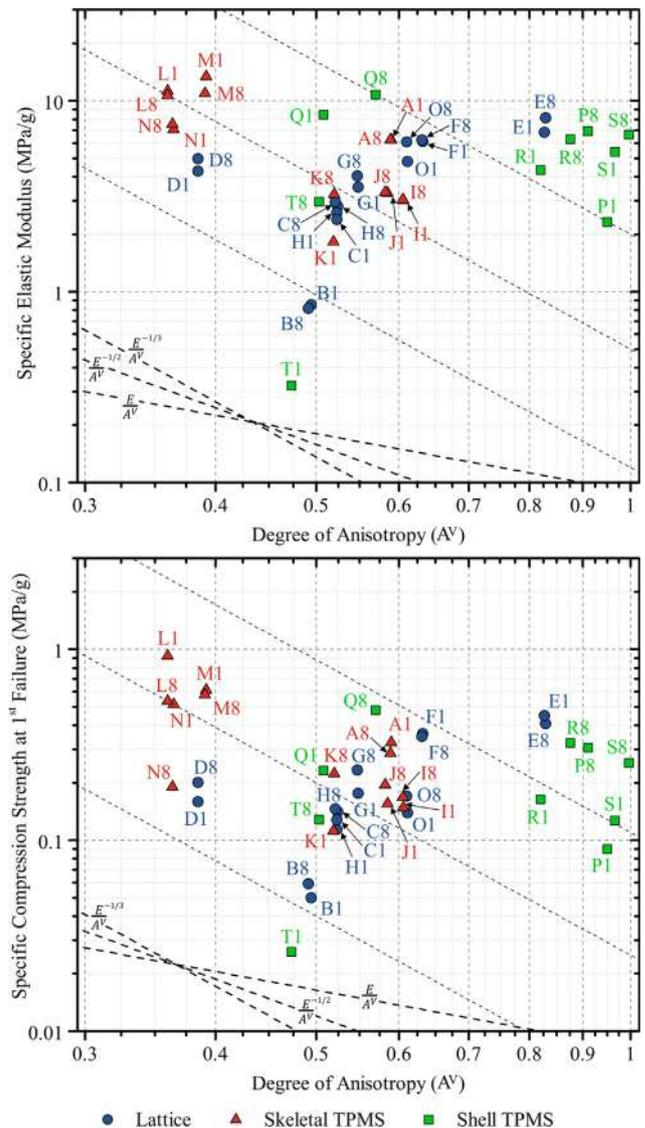 Specific Elastic Modulus (MPa/g)
10
1
0.1
L1
M1
L8
M8
N8
N1
D8
D1
Q1
Q8
A1
O8
A8
F8
F1
O1
E8
E1
P8
S8
R1
R8
S1
P1
G8
G1
K8
J8
I8
T8
C8
H1
H8
J1
I1
K1
C1
B1
B8
T1
E^-1/3 / A^V
E^-1/2 / A^V
E / A^V
0.3 0.4 0.5 0.6 0.7 0.8 0.9 1
Degree of Anisotropy (A^V)
Specific Compression Strength at 1st Failure (MPa/g)
1
0.1
0.01
L1
M1
L8
N1
M8
N8
D8
D1
Q8
A1
F1
A8
F8
E1
E8
R8
P8
S8
Q1
K8
G8
J8
I8
T8
H8
G1
O8
R1
S1
K1
C8
C1
O1
I1
H1
J1
P1
B8
B1
T1
E^-1/3 / A^V
E^-1/2 / A^V
E / A^V
0.3 0.4 0.5 0.6 0.7 0.8 0.9 1
Degree of Anisotropy (A^V)
Lattice Skeletal TPMS Shell TPMS